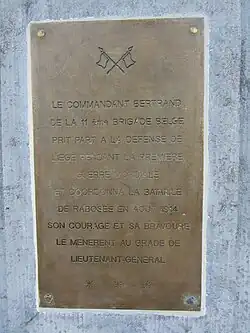 LE COMMANDANT BERTRAND
DE LA 11 ème BRIGADE BELGE
PRIT PART A LA DEFENSE DE
LIEGE PENDANT LA PREMIERE
GUERRE MONDIALE
ET COORDONNA LA BATAILLE
DE RABOSEE EN AOUT 1914
SON COURAGE ET SA BRAVOURE
LE MENERENT AU GRADE DE
LIEUTENANT-GENERAL